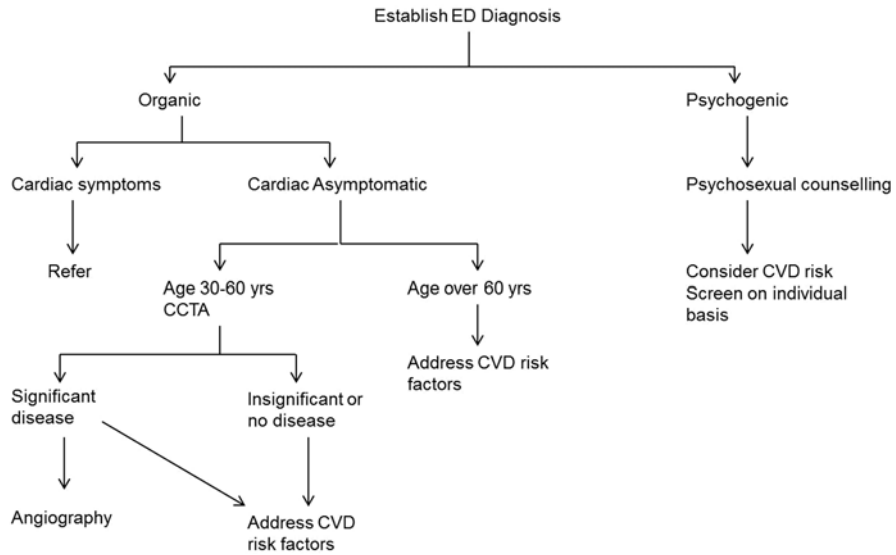 Establish ED Diagnosis
Organic
Psychogenic
Cardiac symptoms
Cardiac Asymptomatic
Psychosexual counselling
Refer
Age 30-60 yrs
CCTA
Age over 60 yrs
Consider CVD risk
Screen on individual
basis
Address CVD risk
factors
Significant
disease
Insignificant or
no disease
Angiography
Address CVD
risk factors